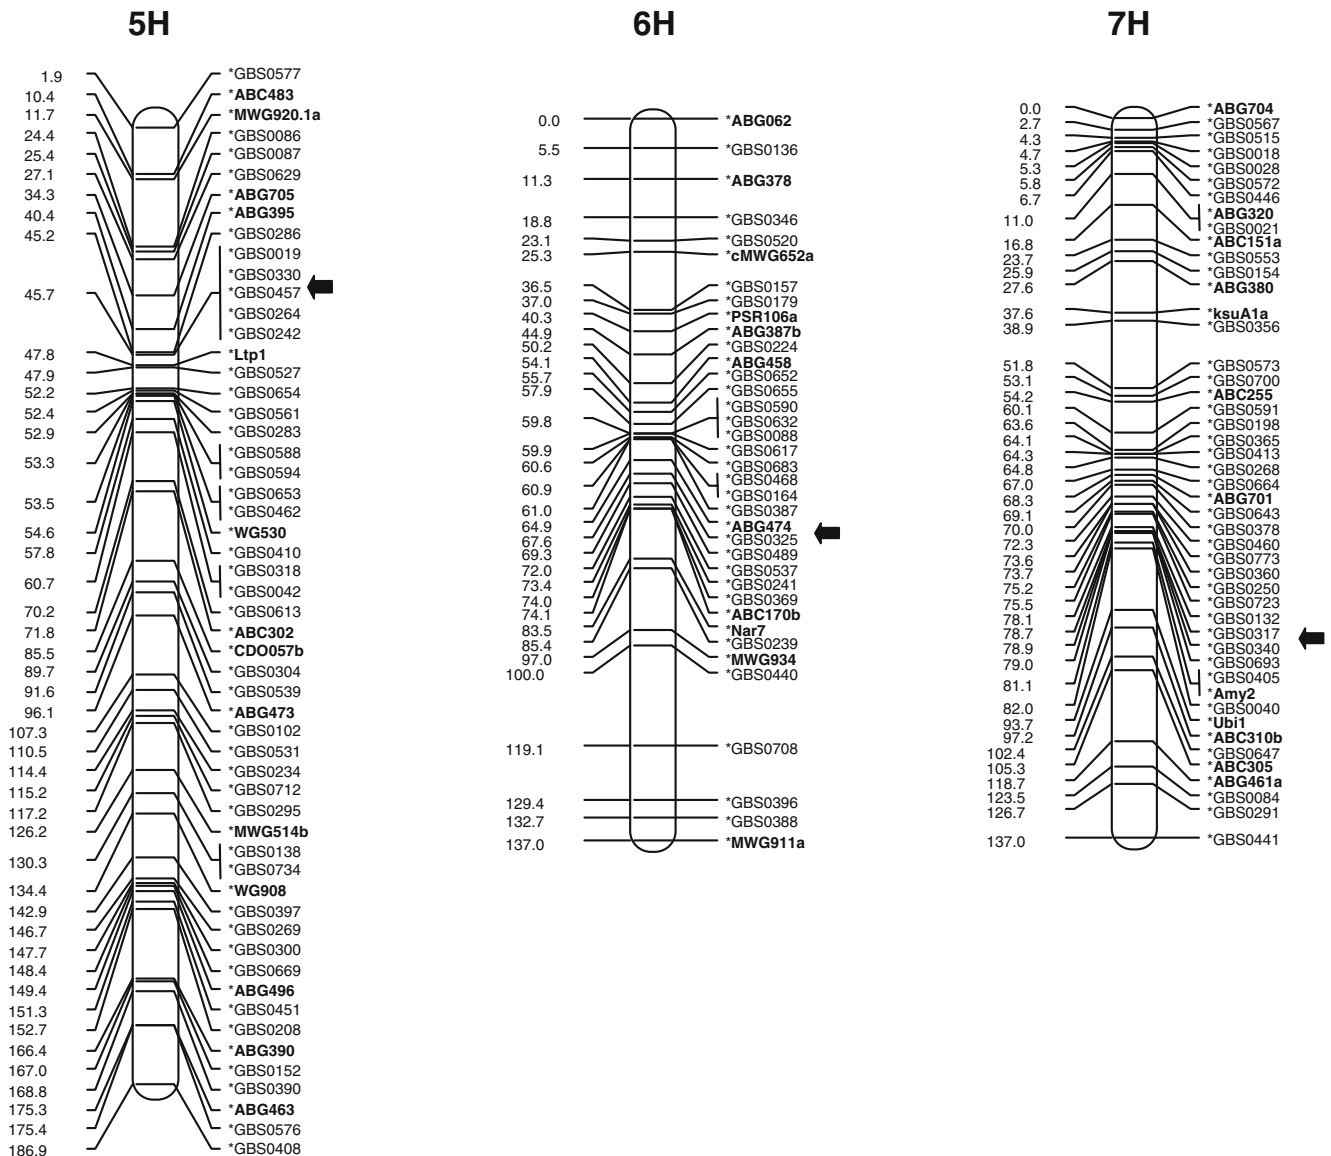 5H
1.9 *GBS0577
10.4 *ABC483
11.7 *MWG920.1a
24.4 *GBS0086
25.4 *GBS0087
27.1 *GBS0629
34.3 *ABG705
40.4 *ABG395
45.2 *GBS0286
*GBS0019
*GBS0330
45.7 *GBS0457
*GBS0264
*GBS0242
47.8 *Ltp1
47.9 *GBS0527
52.2 *GBS0654
52.4 *GBS0561
52.9 *GBS0283
53.3 *GBS0588
*GBS0594
53.5 *GBS0653
*GBS0462
54.6 *WG530
57.8 *GBS0410
60.7 *GBS0318
*GBS0042
70.2 *GBS0613
71.8 *ABC302
85.5 *CDO057b
89.7 *GBS0304
91.6 *GBS0539
96.1 *ABG473
107.3 *GBS0102
110.5 *GBS0531
114.4 *GBS0234
115.2 *GBS0712
117.2 *GBS0295
126.2 *MWG514b
130.3 *GBS0138
*GBS0734
134.4 *WG908
142.9 *GBS0397
146.7 *GBS0269
147.7 *GBS0300
148.4 *GBS0669
149.4 *ABG496
151.3 *GBS0451
152.7 *GBS0208
166.4 *ABG390
167.0 *GBS0152
168.8 *GBS0390
175.3 *ABG463
175.4 *GBS0576
186.9 *GBS0408
6H
0.0 *ABG062
5.5 *GBS0136
11.3 *ABG378
18.8 *GBS0346
23.1 *GBS0520
25.3 *cMWG652a
36.5 *GBS0157
37.0 *GBS0179
40.3 *PSR106a
44.9 *ABG387b
50.2 *GBS0224
54.1 *ABG458
55.7 *GBS0652
57.9 *GBS0655
*GBS0590
59.8 *GBS0632
*GBS0088
59.9 *GBS0617
60.6 *GBS0683
60.9 *GBS0468
*GBS0164
61.0 *GBS0387
64.9 *ABG474
67.6 *GBS0325
69.3 *GBS0489
72.0 *GBS0537
73.4 *GBS0241
74.0 *GBS0369
74.1 *ABC170b
83.5 *Nar7
85.4 *GBS0239
97.0 *MWG934
100.0 *GBS0440
119.1 *GBS0708
129.4 *GBS0396
132.7 *GBS0388
137.0 *MWG911a
7H
0.0 *ABG704
2.7 *GBS0567
4.3 *GBS0515
4.7 *GBS0018
5.3 *GBS0028
5.8 *GBS0572
6.7 *GBS0446
11.0 *ABG320
*GBS0021
16.8 *ABC151a
23.7 *GBS0553
25.9 *GBS0154
27.6 *ABG380
37.6 *ksuA1a
38.9 *GBS0356
51.8 *GBS0573
53.1 *GBS0700
54.2 *ABC255
60.1 *GBS0591
63.6 *GBS0198
64.1 *GBS0365
64.3 *GBS0413
64.8 *GBS0268
67.0 *GBS0664
68.3 *ABG701
69.1 *GBS0643
70.0 *GBS0378
72.3 *GBS0460
73.6 *GBS0773
73.7 *GBS0360
75.2 *GBS0250
75.5 *GBS0723
78.1 *GBS0132
78.7 *GBS0317
78.9 *GBS0340
79.0 *GBS0693
81.1 *GBS0405
*Amy2
82.0 *GBS0040
93.7 *Ubi1
97.2 *ABC310b
102.4 *GBS0647
105.3 *ABC305
118.7 *ABG461a
123.5 *GBS0084
126.7 *GBS0291
137.0 *GBS0441